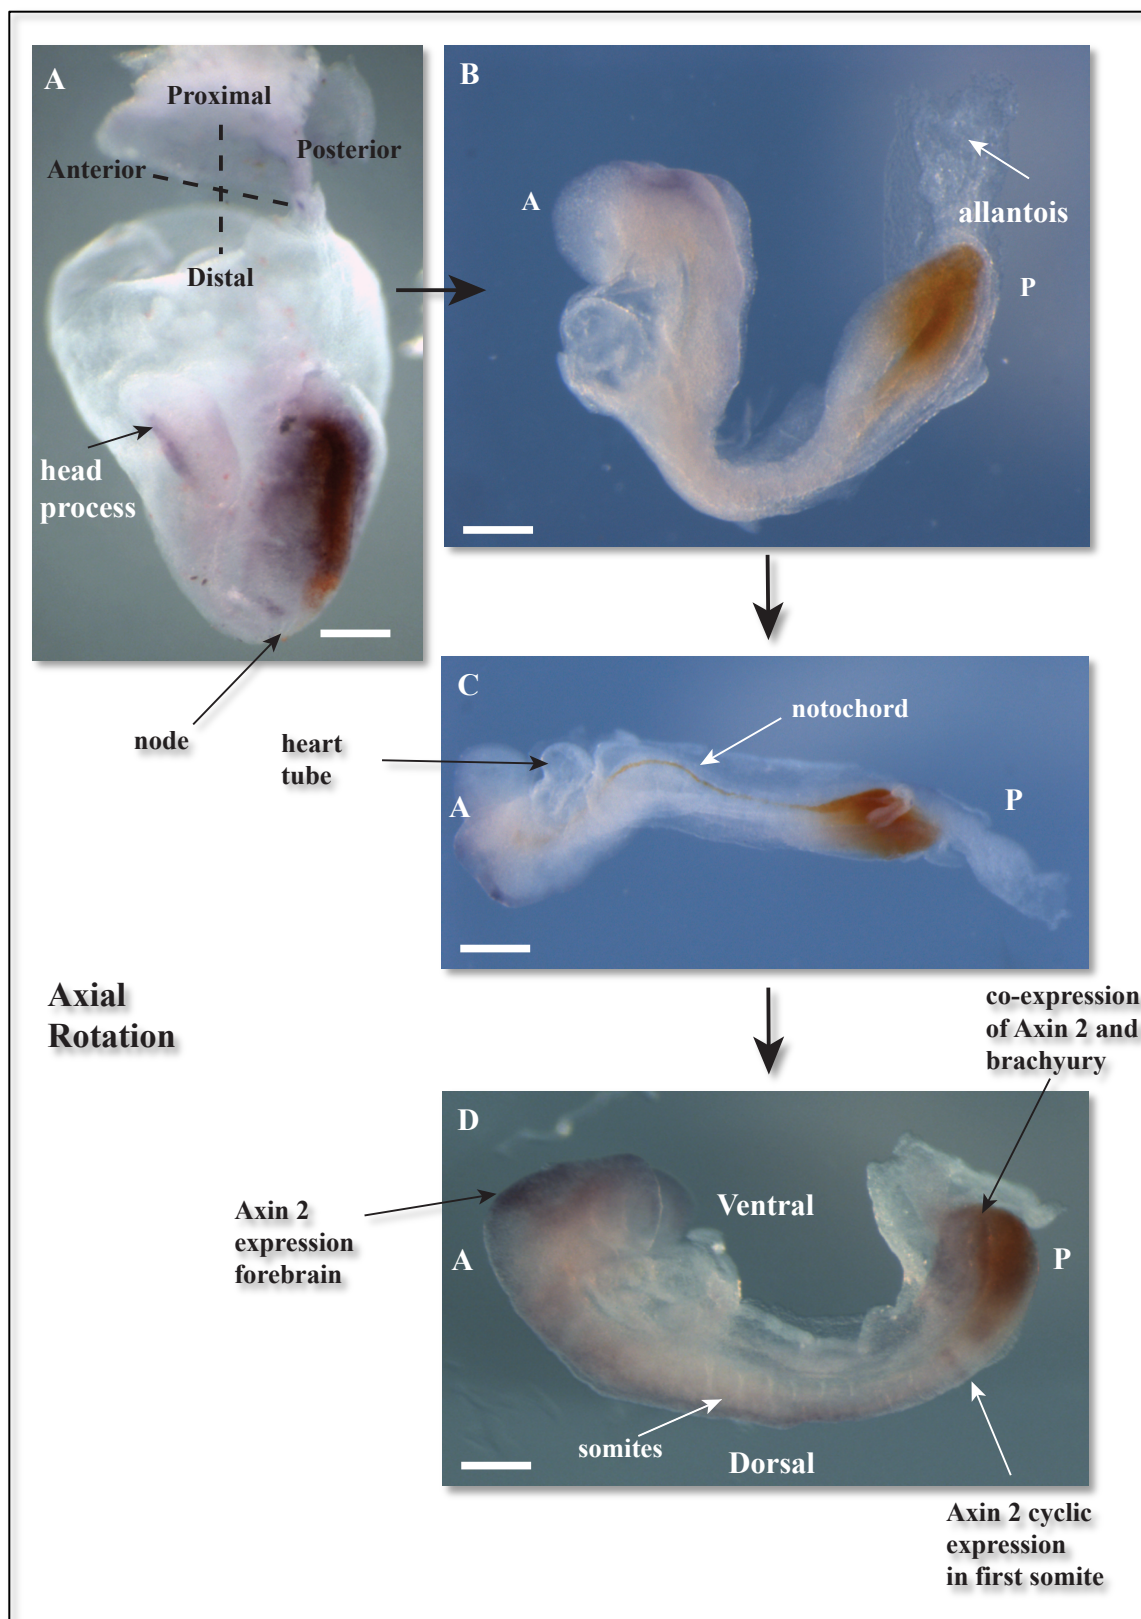 A
Proximal
Posterior
Anterior
Distal
head
process
node
B
A
allantois
P
C
notochord
heart
tube
A
P
Axial
Rotation
co-expression
of Axin 2 and
brachyury
D
Axin 2
expression
forebrain
Ventral
A
P
somites
Dorsal
Axin 2 cyclic
expression
in first somite